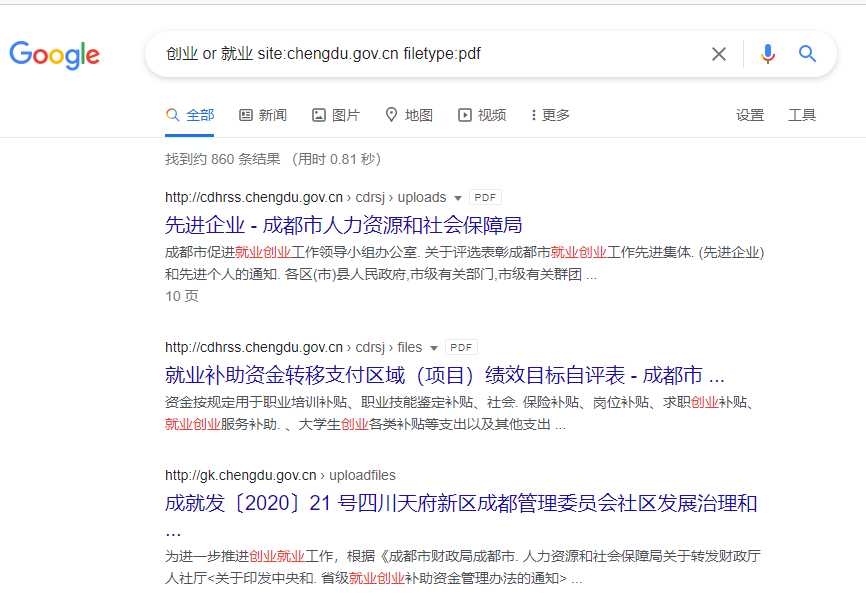 Google
创业 or 就业 site:chengdu.gov.cn filetype:pdf
全部 新闻 图片 地图 视频 更多 设置 工具
找到约 860 条结果 （用时 0.81 秒）
http://cdhrss.chengdu.gov.cn › cdrsj › uploads PDF
先进企业 - 成都市人力资源和社会保障局
成都市促进就业创业工作领导小组办公室. 关于评选表彰成都市就业创业工作先进集体. (先进企业)
和先进个人的通知. 各区(市)县人民政府,市级有关部门,市级有关群团 ...
10 页
http://cdhrss.chengdu.gov.cn › cdrsj › files PDF
就业补助资金转移支付区域（项目）绩效目标自评表 - 成都市 ...
资金按规定用于职业培训补贴、职业技能鉴定补贴、社会. 保险补贴、岗位补贴、求职创业补贴、
就业创业服务补助. 、大学生创业各类补贴等支出以及其他支出 ...
http://gk.chengdu.gov.cn › uploadfiles
成就发〔2020〕21 号四川天府新区成都管理委员会社区发展治理和
...
为进一步推进创业就业工作，根据《成都市财政局成都市. 人力资源和社会保障局关于转发财政厅
人社厅<关于印发中央和. 省级就业创业补助资金管理办法的通知> ...